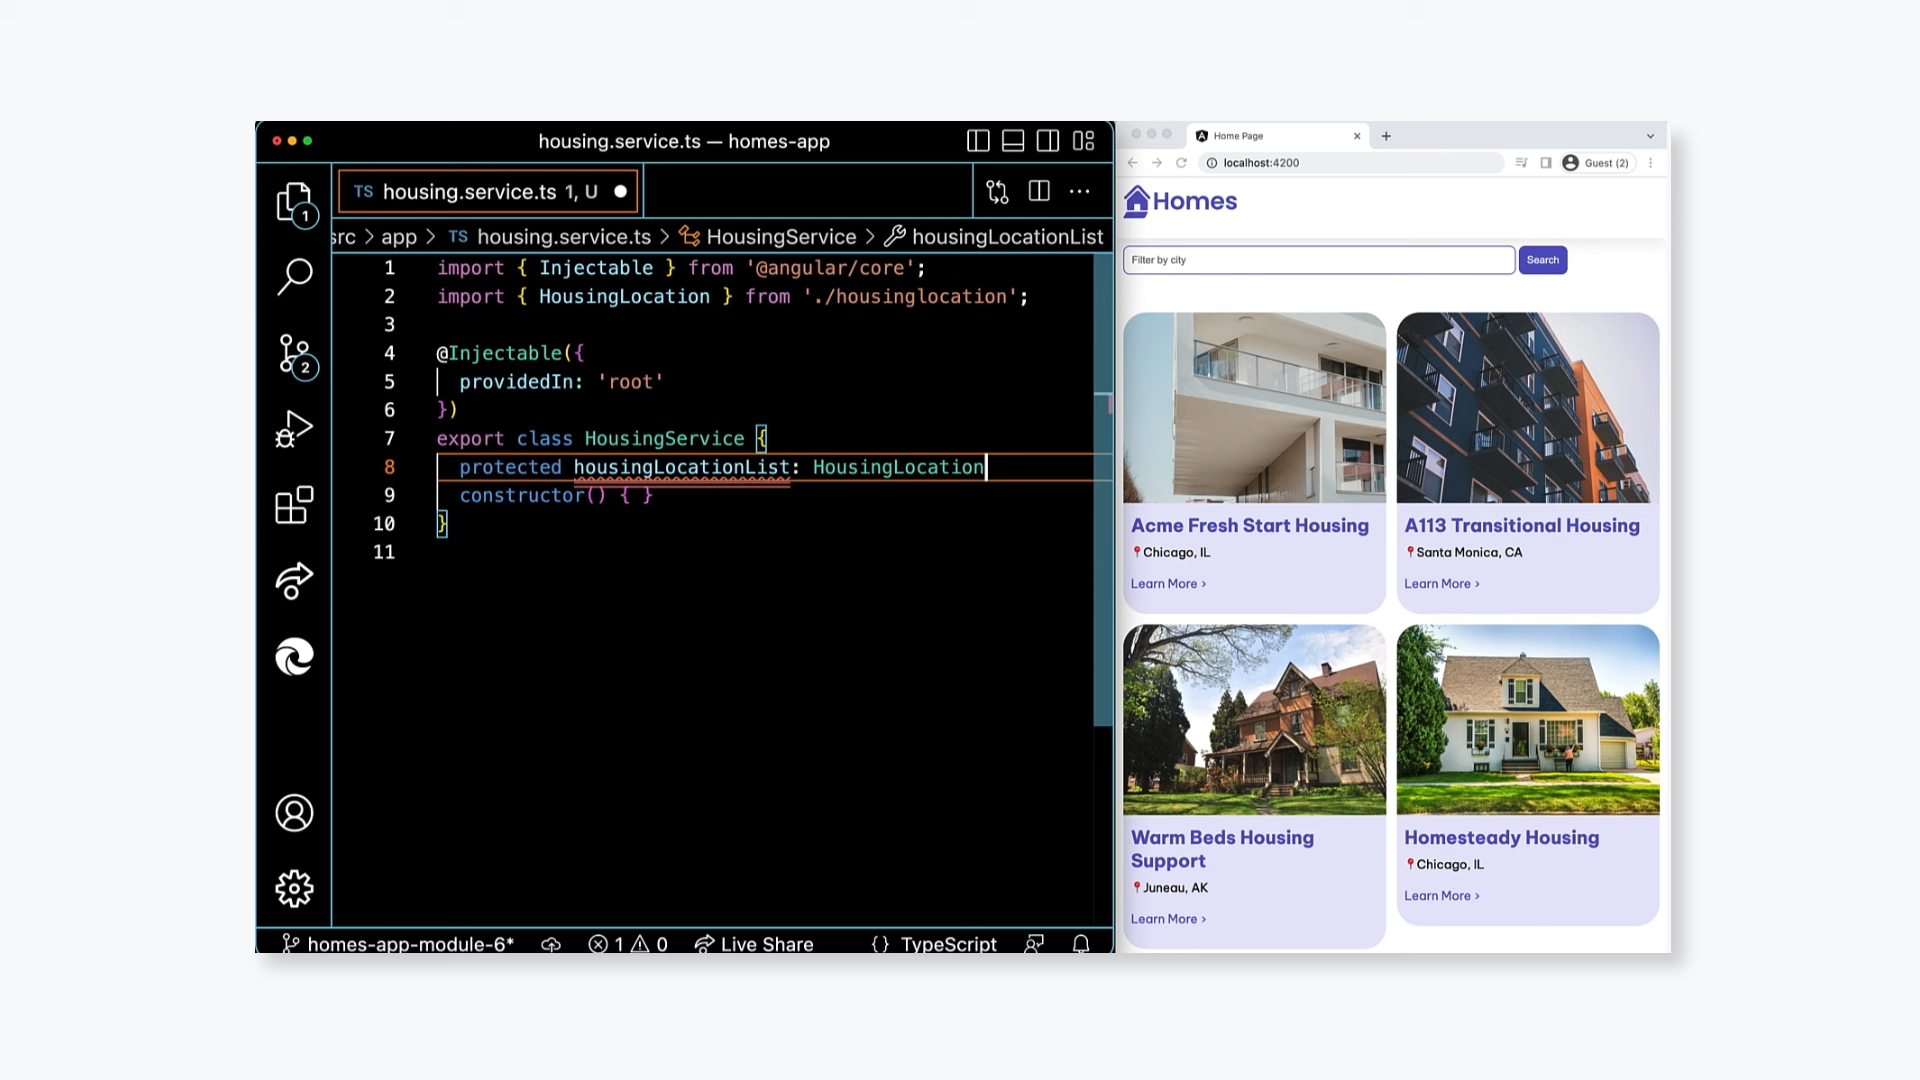 housing.service.ts — homes-app
TS housing.service.ts 1, U
src > app > TS housing.service.ts > HousingService > housingLocationList
1 import { Injectable } from '@angular/core';
2 import { HousingLocation } from './housinglocation';
3
4 @Injectable({
5 providedIn: 'root'
6 })
7 export class HousingService {
8 protected housingLocationList: HousingLocation
9 constructor() { }
10 }
11
1
2
homes-app-module-6* 1 0 Live Share {} TypeScript
Home Page
localhost:4200
Guest (2)
Homes
Filter by city
Search
Acme Fresh Start Housing
Chicago, IL
Learn More >
A113 Transitional Housing
Santa Monica, CA
Learn More >
Warm Beds Housing
Support
Juneau, AK
Learn More >
Homesteady Housing
Chicago, IL
Learn More >